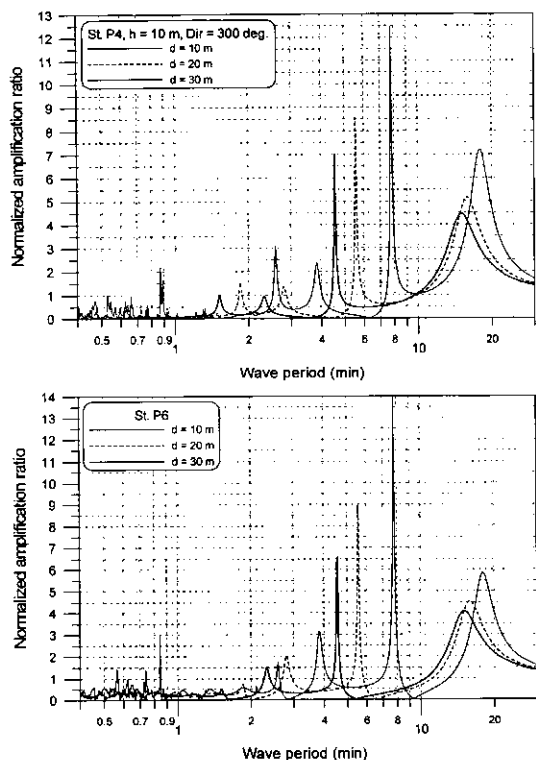 St. P4, h = 10 m, Dir = 300 deg.
d = 10 m
d = 20 m
d = 30 m
Normalized amplification ratio
13
12
11
10
9
8
7
6
5
4
3
2
1
0
0.5 0.7 0.9 1 2 4 6 8 10 20
Wave period (min)
St. P6
d = 10 m
d = 20 m
d = 30 m
Normalized amplification ratio
14
13
12
11
10
9
8
7
6
5
4
3
2
1
0
0.5 0.7 0.9 1 2 4 6 8 10 20
Wave period (min)